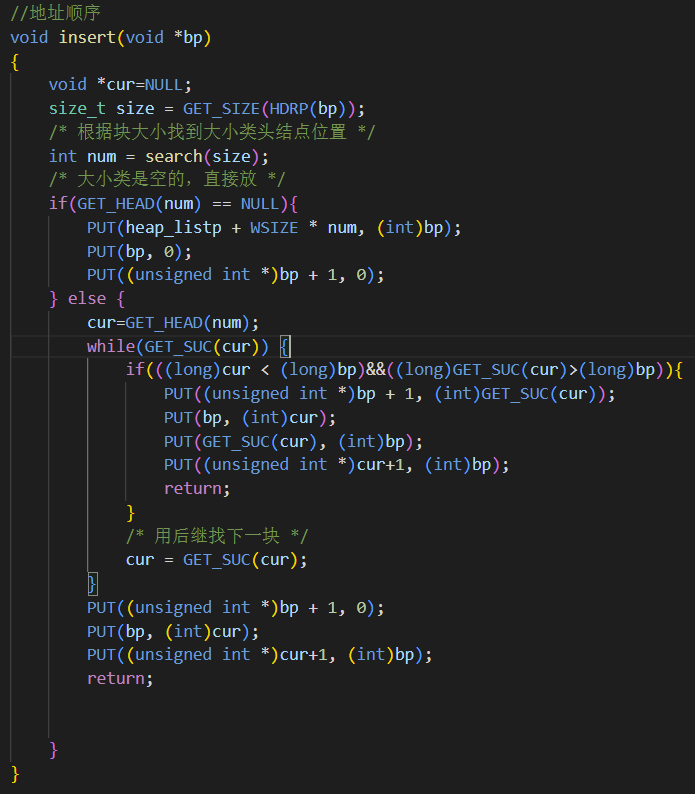 //地址顺序
void insert(void *bp)
{
    void *cur=NULL;
    size_t size = GET_SIZE(HDRP(bp));
    /* 根据块大小找到大小类头结点位置 */
    int num = search(size);
    /* 大小类是空的，直接放 */
    if(GET_HEAD(num) == NULL){
        PUT(heap_listp + WSIZE * num, (int)bp);
        PUT(bp, 0);
        PUT((unsigned int *)bp + 1, 0);
    } else {
        cur=GET_HEAD(num);
        while(GET_SUC(cur)) {
            if(((long)cur < (long)bp)&&((long)GET_SUC(cur)>(long)bp)){
                PUT((unsigned int *)bp + 1, (int)GET_SUC(cur));
                PUT(bp, (int)cur);
                PUT(GET_SUC(cur), (int)bp);
                PUT((unsigned int *)cur+1, (int)bp);
                return;
            }
            /* 用后继找下一块 */
            cur = GET_SUC(cur);
        }
        PUT((unsigned int *)bp + 1, 0);
        PUT(bp, (int)cur);
        PUT((unsigned int *)cur+1, (int)bp);
        return;
    }
}